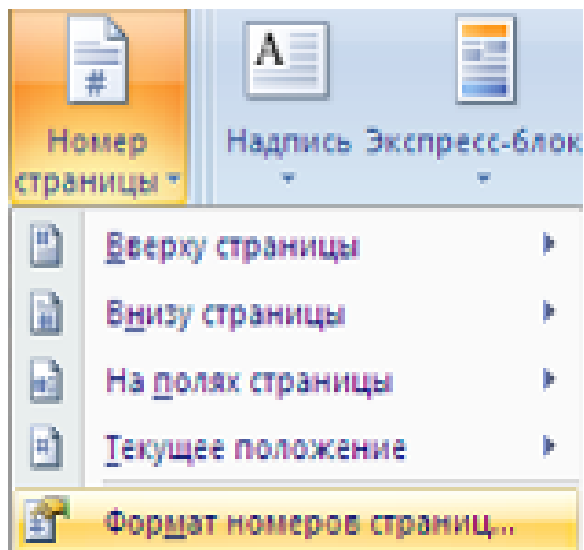 A
#
Номер
страницы
Надпись
Экспресс-блок
Вверху страницы
Внизу страницы
На полях страницы
Текущее положение
Формат номеров страниц...